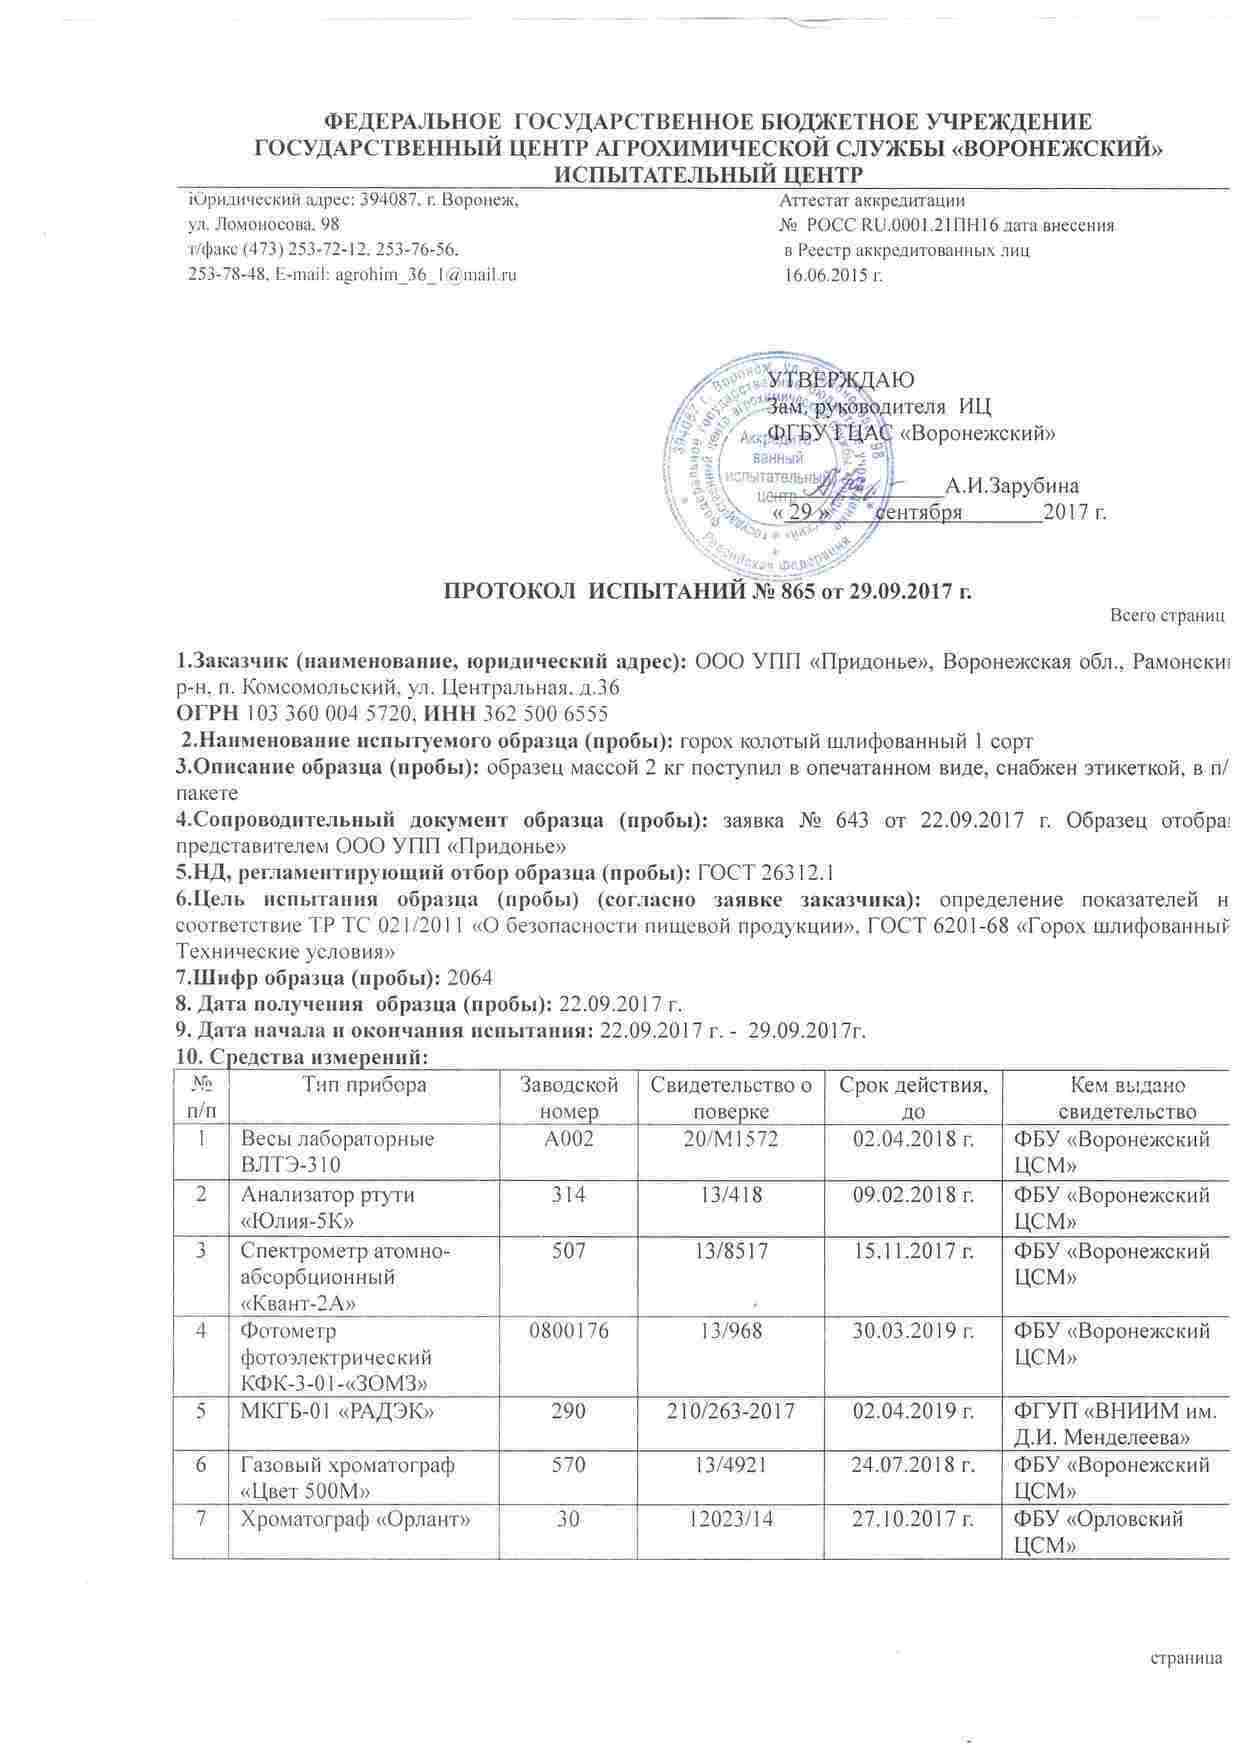 ФЕДЕРАЛЬНОЕ ГОСУДАРСТВЕННОЕ БЮДЖЕТНОЕ УЧРЕЖДЕНИЕ
ГОСУДАРСТВЕННЫЙ ЦЕНТР АГРОХИМИЧЕСКОЙ СЛУЖБЫ «ВОРОНЕЖСКИЙ»
ИСПЫТАТЕЛЬНЫЙ ЦЕНТР
Юридический адрес: 394087, г. Воронеж,
ул. Ломоносова, 98
т/факс (473) 253-72-12, 253-76-56,
253-78-48, E-mail: agrohim_36_1@mail.ru
Аттестат аккредитации
№ РОСС RU.0001.21ПН16 дата внесения
в Реестр аккредитованных лиц
16.06.2015 г.
УТВЕРЖДАЮ
Зам. руководителя ИЦ
ФГБУ ГЦАС «Воронежский»
А.И.Зарубина
« 29 » сентября 2017 г.
Аккредито
ванный
испытательный
центр
Российская Федерация
ПРОТОКОЛ ИСПЫТАНИЙ № 865 от 29.09.2017 г.
Всего страниц
1.Заказчик (наименование, юридический адрес): ООО УПП «Придонье», Воронежская обл., Рамонски
р-н, п. Комсомольский, ул. Центральная, д.36
ОГРН 103 360 004 5720, ИНН 362 500 6555
2.Наименование испытуемого образца (пробы): горох колотый шлифованный 1 сорт
3.Описание образца (пробы): образец массой 2 кг поступил в опечатанном виде, снабжен этикеткой, в п/
пакете
4.Сопроводительный документ образца (пробы): заявка № 643 от 22.09.2017 г. Образец отобра
представителем ООО УПП «Придонье»
5.НД, регламентирующий отбор образца (пробы): ГОСТ 26312.1
6.Цель испытания образца (пробы) (согласно заявке заказчика): определение показателей н
соответствие ТР ТС 021/2011 «О безопасности пищевой продукции», ГОСТ 6201-68 «Горох шлифованный
Технические условия»
7.Шифр образца (пробы): 2064
8. Дата получения образца (пробы): 22.09.2017 г.
9. Дата начала и окончания испытания: 22.09.2017 г. - 29.09.2017г.
10. Средства измерений:
№ п/п Тип прибора Заводской номер Свидетельство о поверке Срок действия, до Кем выдано свидетельство
1 Весы лабораторные ВЛТЭ-310 А002 20/М1572 02.04.2018 г. ФБУ «Воронежский ЦСМ»
2 Анализатор ртути «Юлия-5К» 314 13/418 09.02.2018 г. ФБУ «Воронежский ЦСМ»
3 Спектрометр атомно-абсорбционный «Квант-2А» 507 13/8517 15.11.2017 г. ФБУ «Воронежский ЦСМ»
4 Фотометр фотоэлектрический КФК-3-01-«ЗОМЗ» 0800176 13/968 30.03.2019 г. ФБУ «Воронежский ЦСМ»
5 МКГБ-01 «РАДЭК» 290 210/263-2017 02.04.2019 г. ФГУП «ВНИИМ им. Д.И. Менделеева»
6 Газовый хроматограф «Цвет 500М» 570 13/4921 24.07.2018 г. ФБУ «Воронежский ЦСМ»
7 Хроматограф «Орлант» 30 12023/14 27.10.2017 г. ФБУ «Орловский ЦСМ»
страница